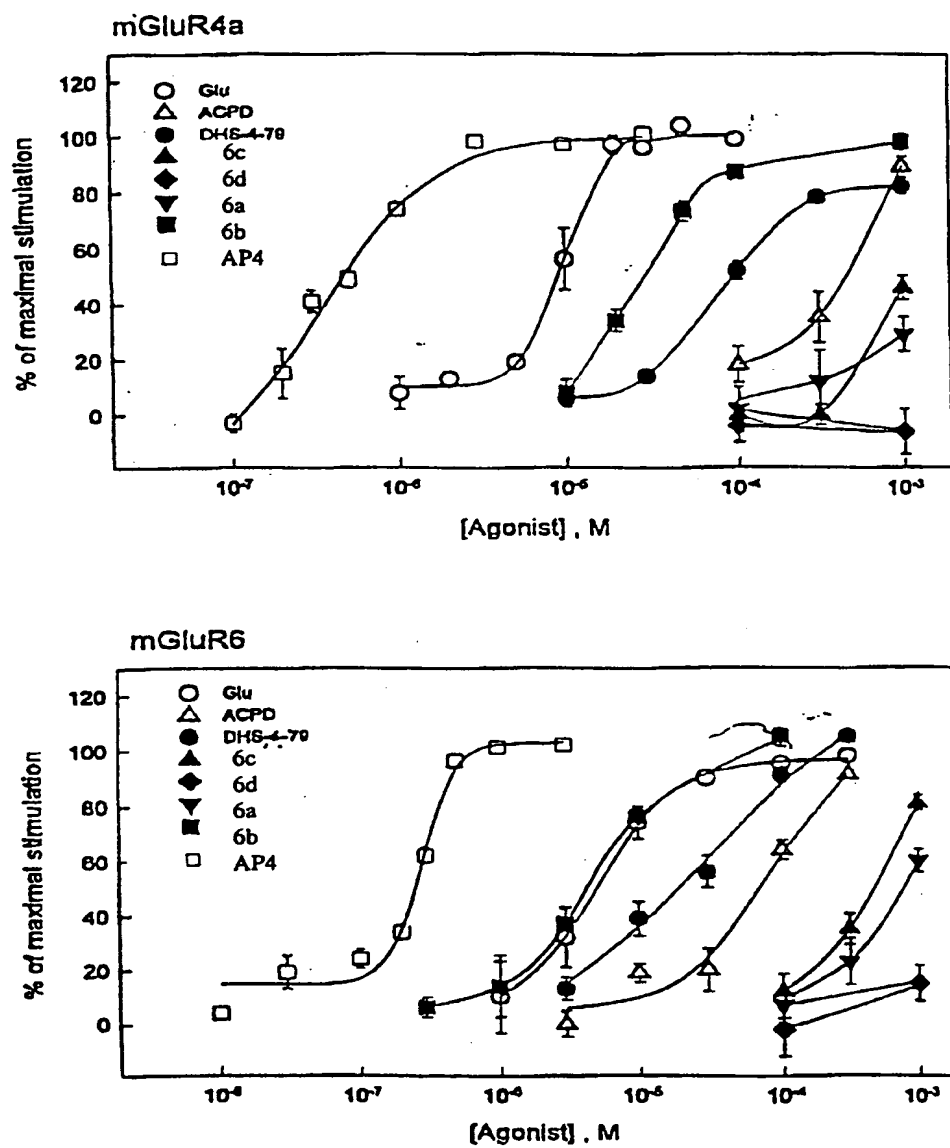 mGluR4a
120
100
80
60
40
20
0
% of maximal stimulation
Glu
ACPD
DHS-4-79
6c
6d
6a
6b
AP4
10-7
10-6
10-5
10-4
10-3
[Agonist] , M
mGluR6
120
100
80
60
40
20
0
% of maximal stimulation
Glu
ACPD
DHS-4-79
6c
6d
6a
6b
AP4
10-8
10-7
10-6
10-5
10-4
10-3
[Agonist] , M